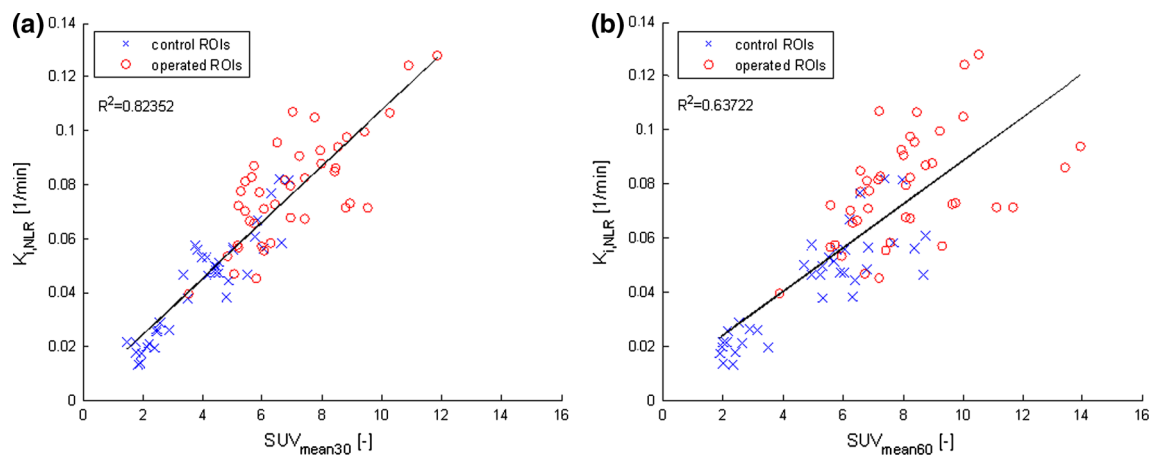 (a)
0.14
0.12
0.1
0.08
0.06
0.04
0.02
0
K_i,NLR [1/min]
control ROIs
operated ROIs
R²=0.82352
0 2 4 6 8 10 12 14 16
SUV_mean30 [-]
(b)
0.14
0.12
0.1
0.08
0.06
0.04
0.02
0
K_i,NLR [1/min]
control ROIs
operated ROIs
R²=0.63722
0 2 4 6 8 10 12 14 16
SUV_mean60 [-]